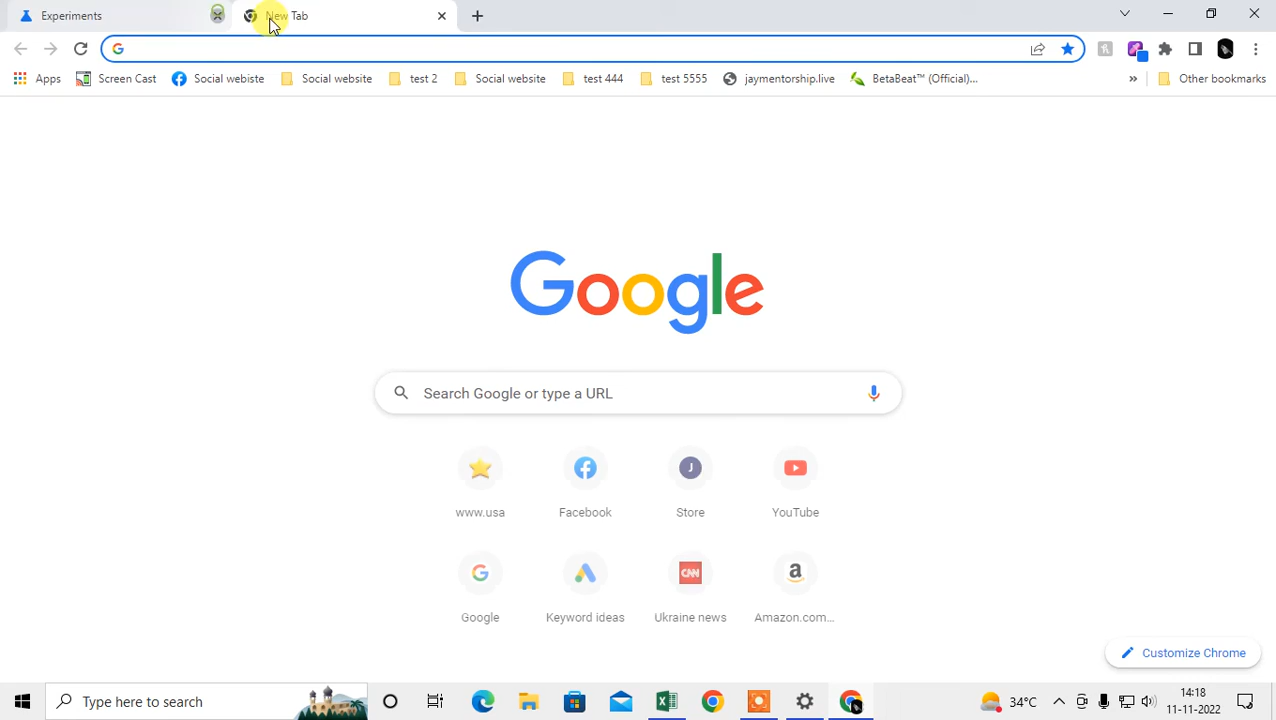 Experiments
New Tab
Apps Screen Cast Social webiste Social website test 2 Social website test 444 test 5555 jaymentorship.live BetaBeat™ (Official)... » Other bookmarks
Google
Search Google or type a URL
www.usa Facebook Store YouTube
Google Keyword ideas Ukraine news Amazon.com...
Customize Chrome
Type here to search
34°C
14:18
11-11-2022